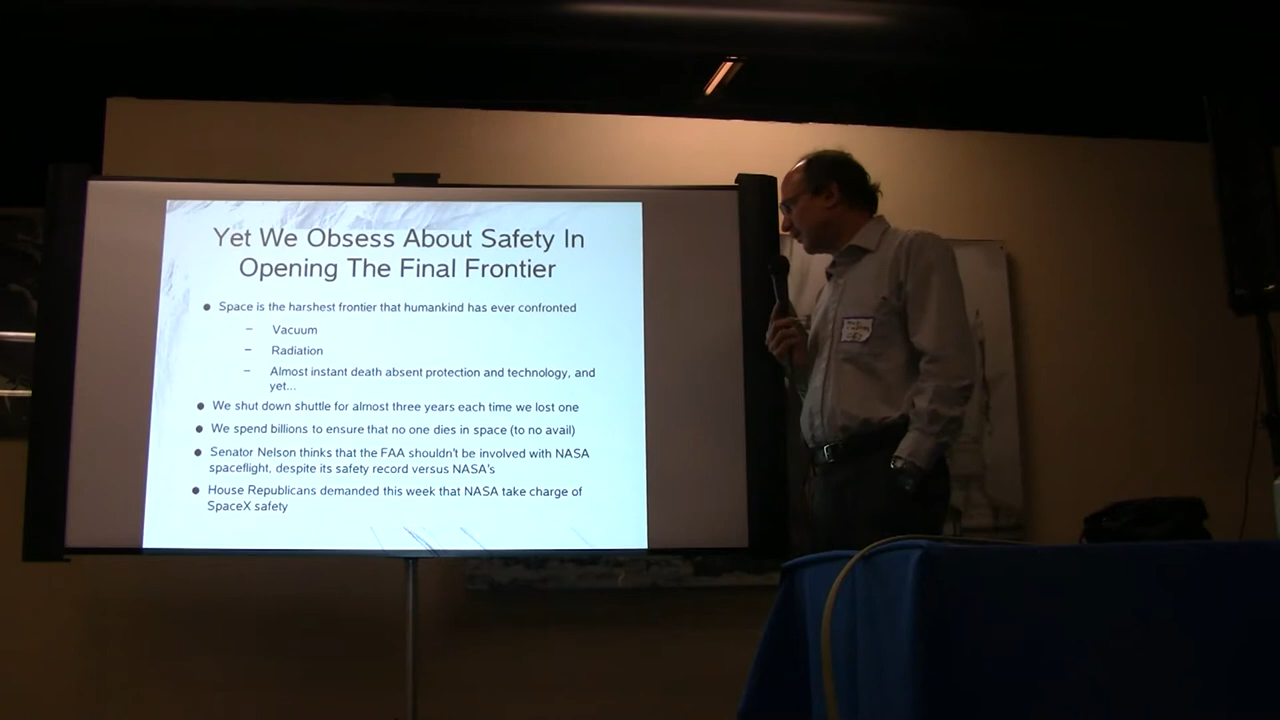 Yet We Obsess About Safety In
Opening The Final Frontier
● Space is the harshest frontier that humankind has ever confronted
– Vacuum
– Radiation
– Almost instant death absent protection and technology, and
yet...
● We shut down shuttle for almost three years each time we lost one
● We spend billions to ensure that no one dies in space (to no avail)
● Senator Nelson thinks that the FAA shouldn't be involved with NASA
spaceflight, despite its safety record versus NASA's
● House Republicans demanded this week that NASA take charge of
SpaceX safety